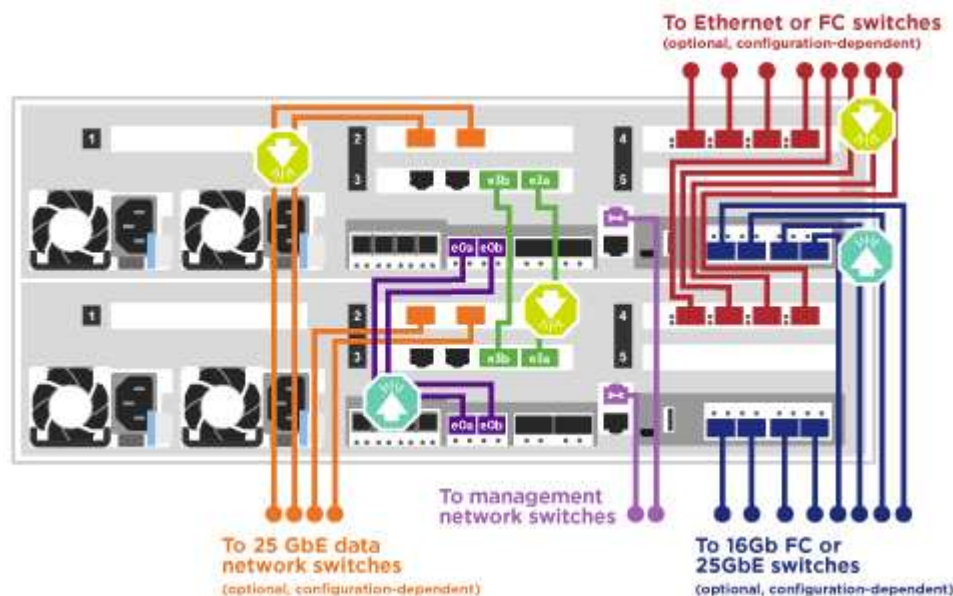 To Ethernet or FC switches
(optional, configuration-dependent)
1
2
4
3
e3b
e3a
5
e0a
e0b
1
2
4
3
e3b
e3a
5
e0a
e0b
To management
network switches
To 25 GbE data
network switches
(optional, configuration-dependent)
To 16Gb FC or
25GbE switches
(optional, configuration-dependent)